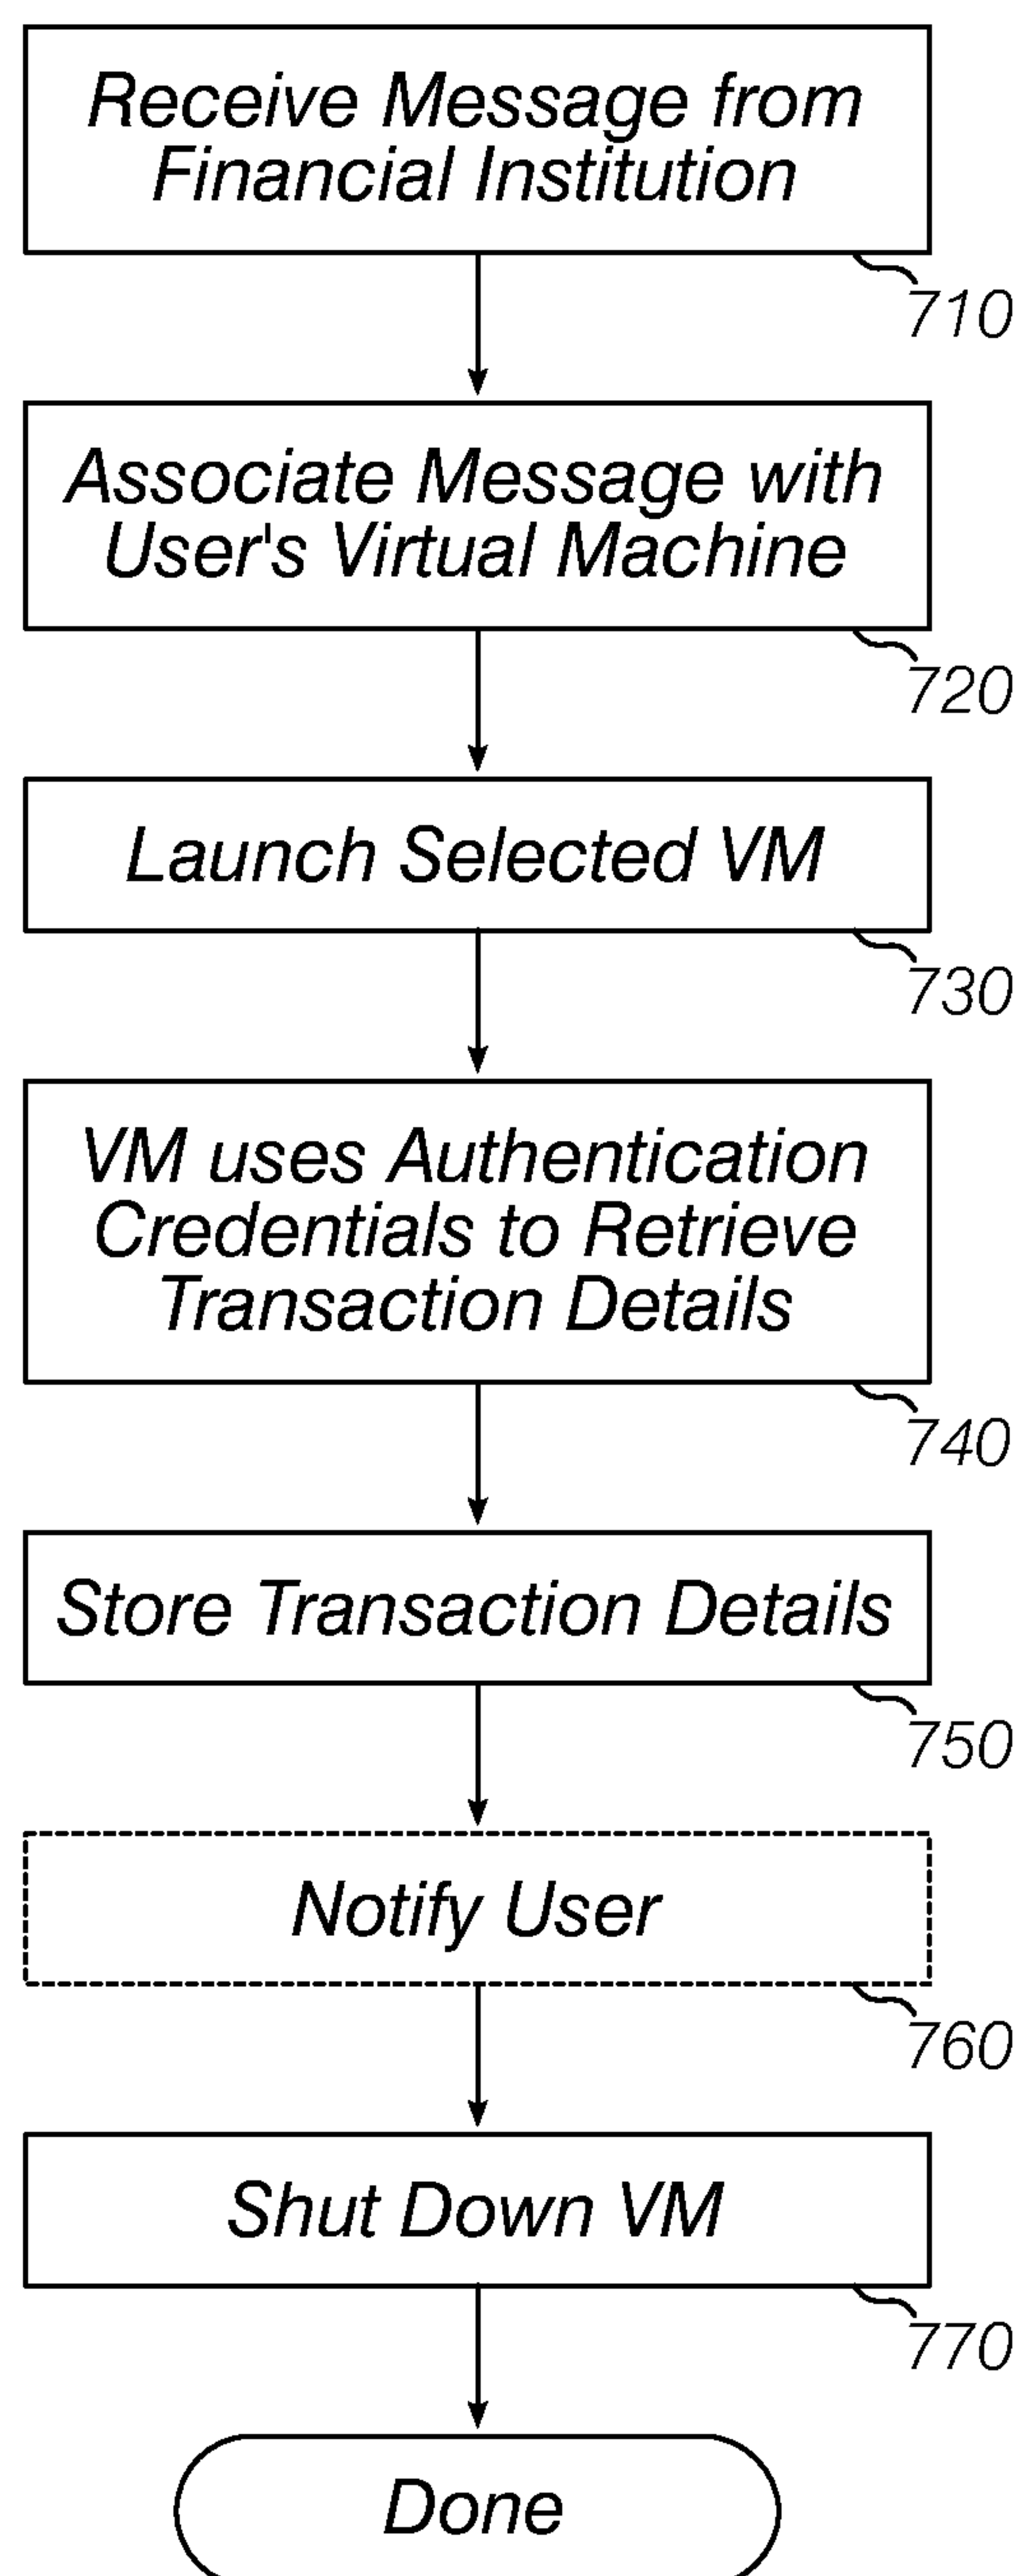 Receive Message from
Financial Institution
710
Associate Message with
User's Virtual Machine
720
Launch Selected VM
730
VM uses Authentication
Credentials to Retrieve
Transaction Details
740
Store Transaction Details
750
Notify User
760
Shut Down VM
770
Done